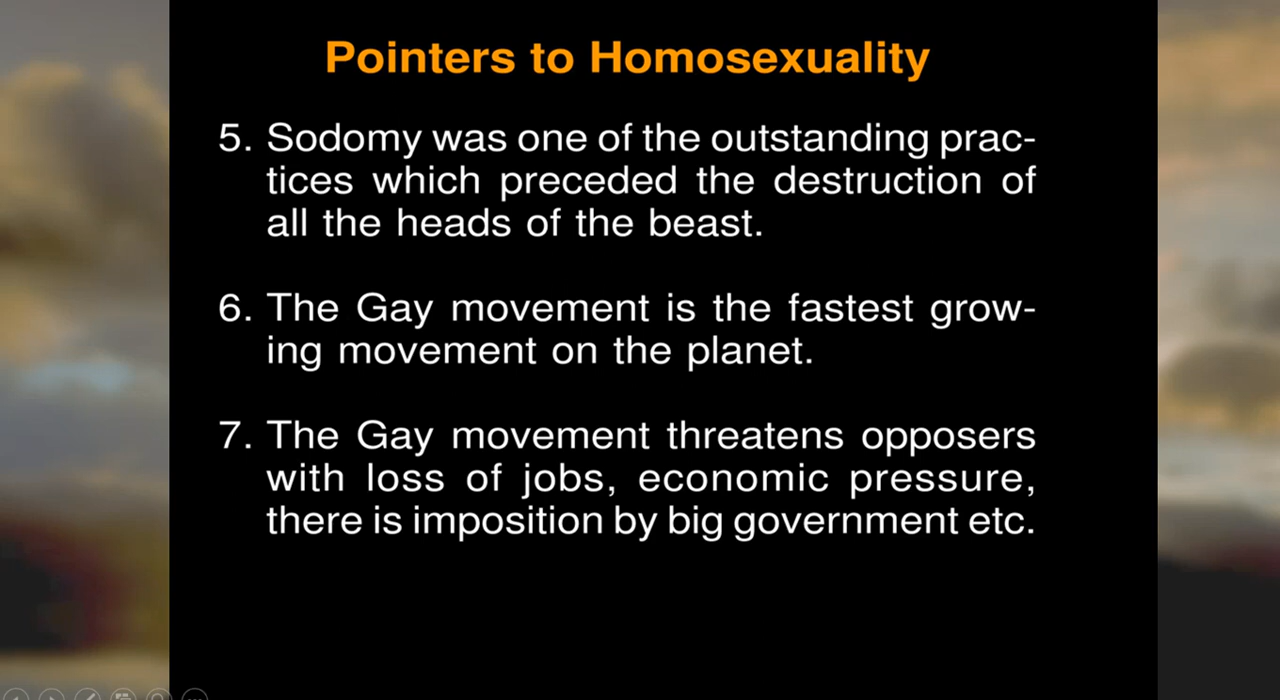 Pointers to Homosexuality
5. Sodomy was one of the outstanding prac-
tices which preceded the destruction of
all the heads of the beast.
6. The Gay movement is the fastest grow-
ing movement on the planet.
7. The Gay movement threatens opposers
with loss of jobs, economic pressure,
there is imposition by big government etc.